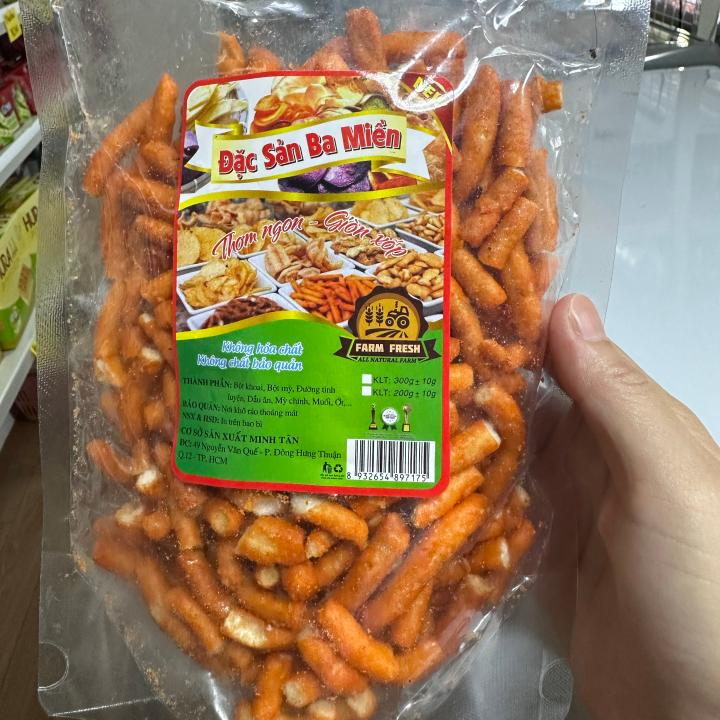 NEW
Đặc Sản Ba Miền
Thơm ngon - Giòn xốp
FARM FRESH
ALL NATURAL FARM
Không hóa chất
Không chất bảo quản
KLT: 300g± 10g
KLT: 200g± 10g
THÀNH PHẦN: Bột khoai, Bột mỳ, Đường tinh
luyện, Dầu ăn, Mỳ chính, Muối, Ớt,...
BẢO QUẢN: Nơi khô ráo thoáng mát
NSX & HSD: In trên bao bì
CƠ SỞ SẢN XUẤT MINH TÂN
ĐC: 49 Nguyễn Văn Quế - P. Đông Hưng Thuận
Q.12 - TP. HCM
8 932654 897175